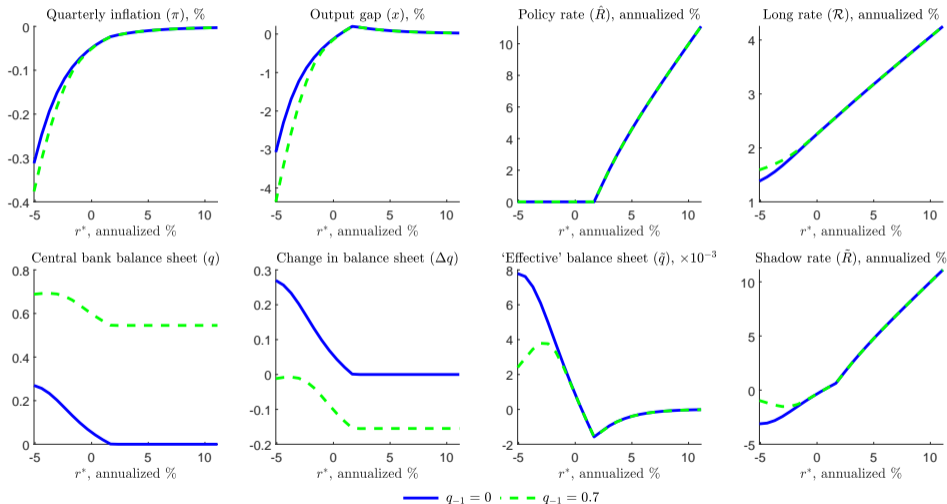 Quarterly inflation (π), %
0
-0.1
-0.2
-0.3
-0.4
-5 0 5 10
r*, annualized %
Output gap (x), %
0
-1
-2
-3
-4
-5 0 5 10
r*, annualized %
Policy rate (R̂), annualized %
10
8
6
4
2
0
-5 0 5 10
r*, annualized %
Long rate (ℛ), annualized %
4
3
2
1
-5 0 5 10
r*, annualized %
Central bank balance sheet (q)
0.8
0.6
0.4
0.2
0
-5 0 5 10
r*, annualized %
Change in balance sheet (Δq)
0.3
0.2
0.1
0
-0.1
-0.2
-5 0 5 10
r*, annualized %
‘Effective’ balance sheet (q̃), ×10⁻³
8
6
4
2
0
-2
-5 0 5 10
r*, annualized %
Shadow rate (R̃), annualized %
10
5
0
-5
-5 0 5 10
r*, annualized %
q₋₁ = 0 q₋₁ = 0.7